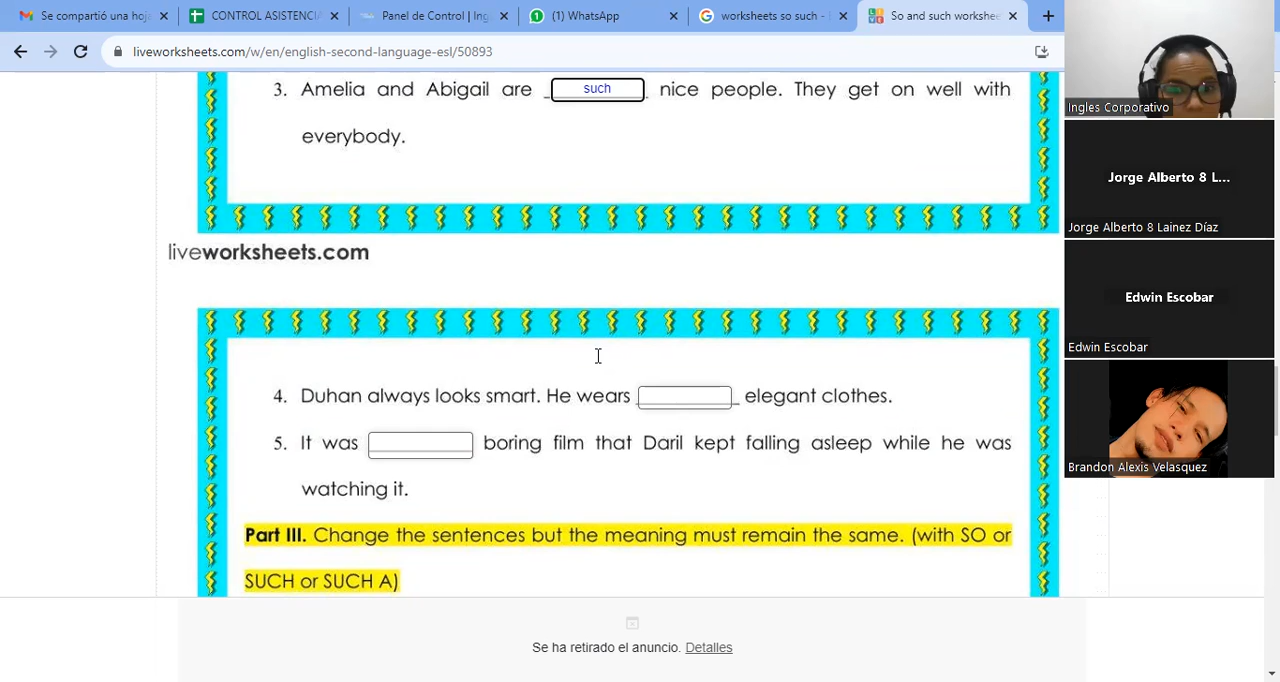 Se compartió una hoja
CONTROL ASISTENCIA
Panel de Control | Ing
(1) WhatsApp
worksheets so such -
So and such workshee
liveworksheets.com/w/en/english-second-language-esl/50893
3. Amelia and Abigail are such nice people. They get on well with
everybody.
liveworksheets.com
4. Duhan always looks smart. He wears elegant clothes.
5. It was boring film that Daril kept falling asleep while he was
watching it.
Part III. Change the sentences but the meaning must remain the same. (with SO or
SUCH or SUCH A)
Se ha retirado el anuncio. Detalles
Ingles Corporativo
Jorge Alberto 8 L...
Jorge Alberto 8 Lainez Díaz
Edwin Escobar
Edwin Escobar
Brandon Alexis Velasquez